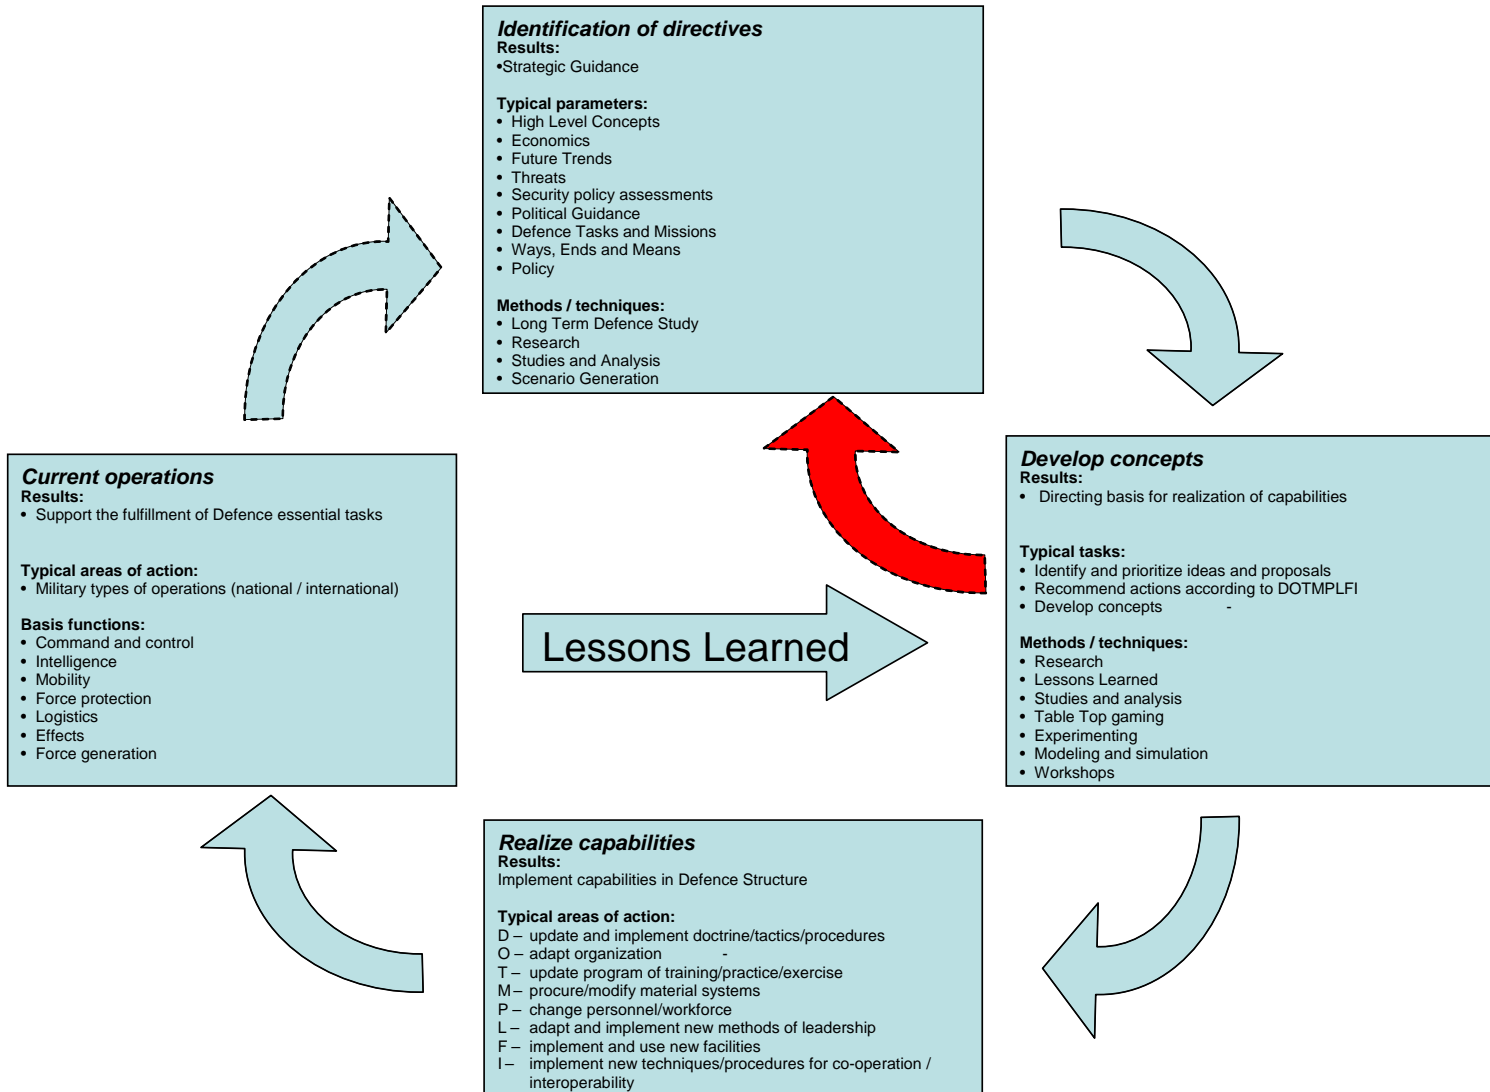 Identification of directives
Results:
•Strategic Guidance
Typical parameters:
• High Level Concepts
• Economics
• Future Trends
• Threats
• Security policy assessments
• Political Guidance
• Defence Tasks and Missions
• Ways, Ends and Means
• Policy
Methods / techniques:
• Long Term Defence Study
• Research
• Studies and Analysis
• Scenario Generation
Current operations
Results:
• Support the fulfillment of Defence essential tasks
Typical areas of action:
• Military types of operations (national / international)
Basis functions:
• Command and control
• Intelligence
• Mobility
• Force protection
• Logistics
• Effects
• Force generation
Lessons Learned
Develop concepts
Results:
• Directing basis for realization of capabilities
Typical tasks:
• Identify and prioritize ideas and proposals
• Recommend actions according to DOTMPLFI
• Develop concepts -
Methods / techniques:
• Research
• Lessons Learned
• Studies and analysis
• Table Top gaming
• Experimenting
• Modeling and simulation
• Workshops
Realize capabilities
Results:
Implement capabilities in Defence Structure
Typical areas of action:
D – update and implement doctrine/tactics/procedures
O – adapt organization -
T – update program of training/practice/exercise
M – procure/modify material systems
P – change personnel/workforce
L – adapt and implement new methods of leadership
F – implement and use new facilities
I – implement new techniques/procedures for co-operation /
interoperability